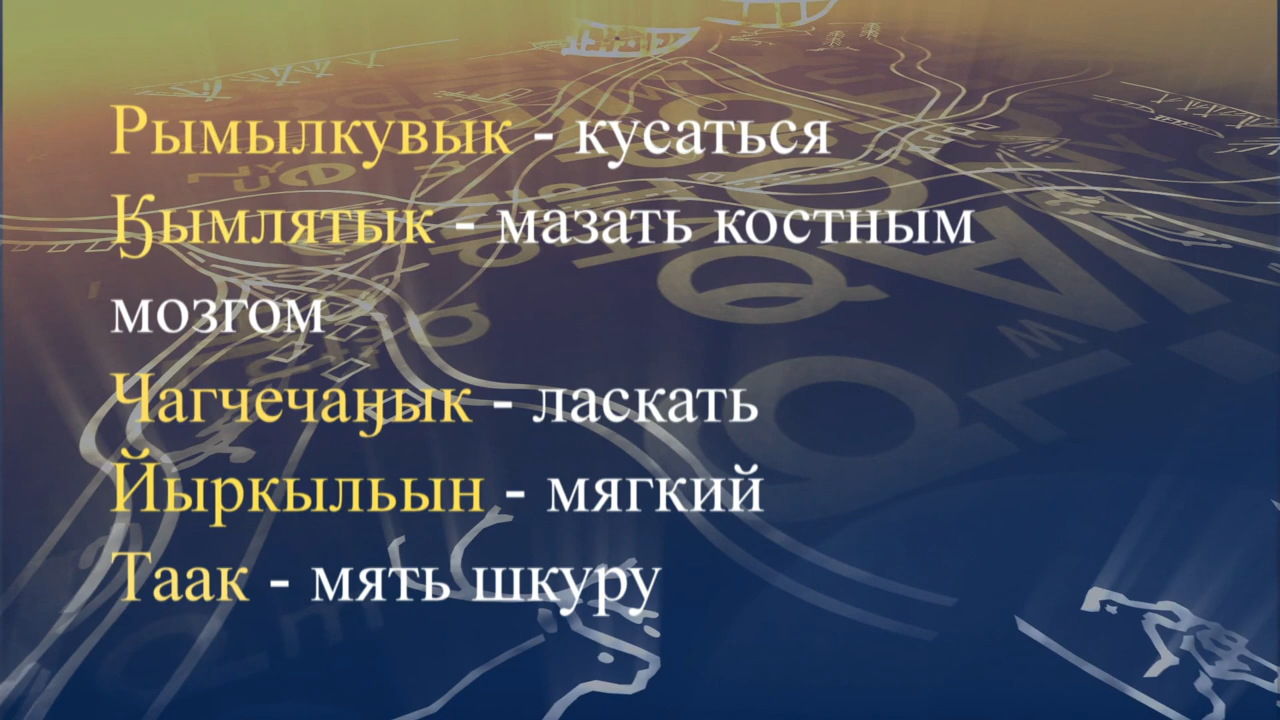 Рымылкувык - кусаться
Ӄымлятык - мазать костным
мозгом
Чагчечаӈык - ласкать
Йыркыльын - мягкий
Таак - мять шкуру